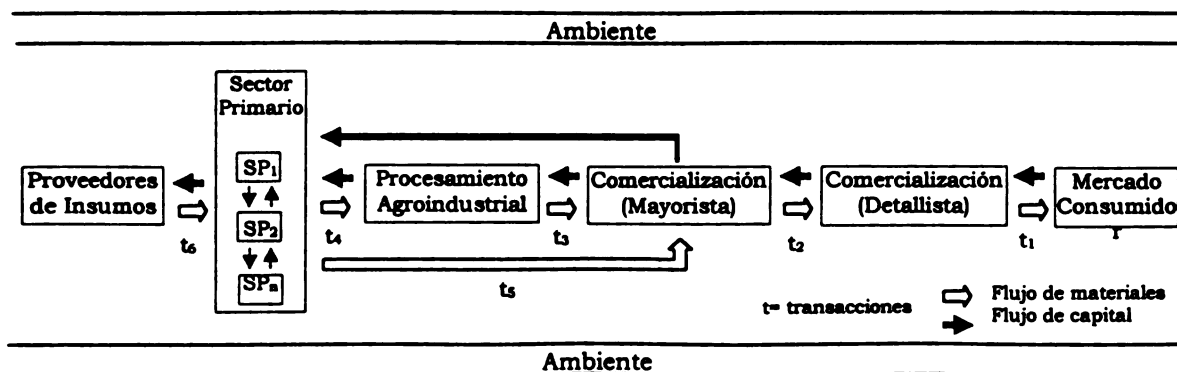 Ambiente
Sector
Primario
SP₁
SP₂
SPₙ
Proveedores
de Insumos
t₆
t₄
Procesamiento
Agroindustrial
t₃
Comercialización
(Mayorista)
t₂
Comercialización
(Detallista)
t₁
Mercado
Consumido
r
t₅
t= transacciones
Flujo de materiales
Flujo de capital
Ambiente